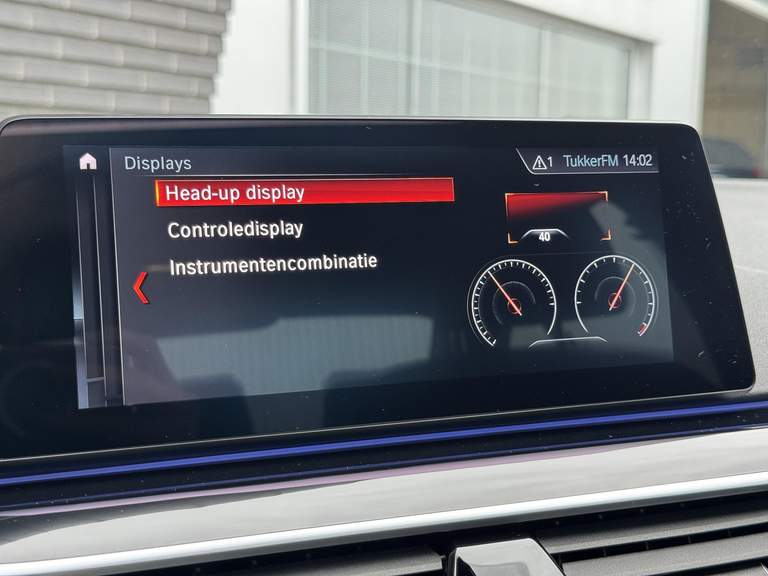 Displays
1 TukkerFM 14:02
Head-up display
Controledisplay
Instrumentencombinatie
40